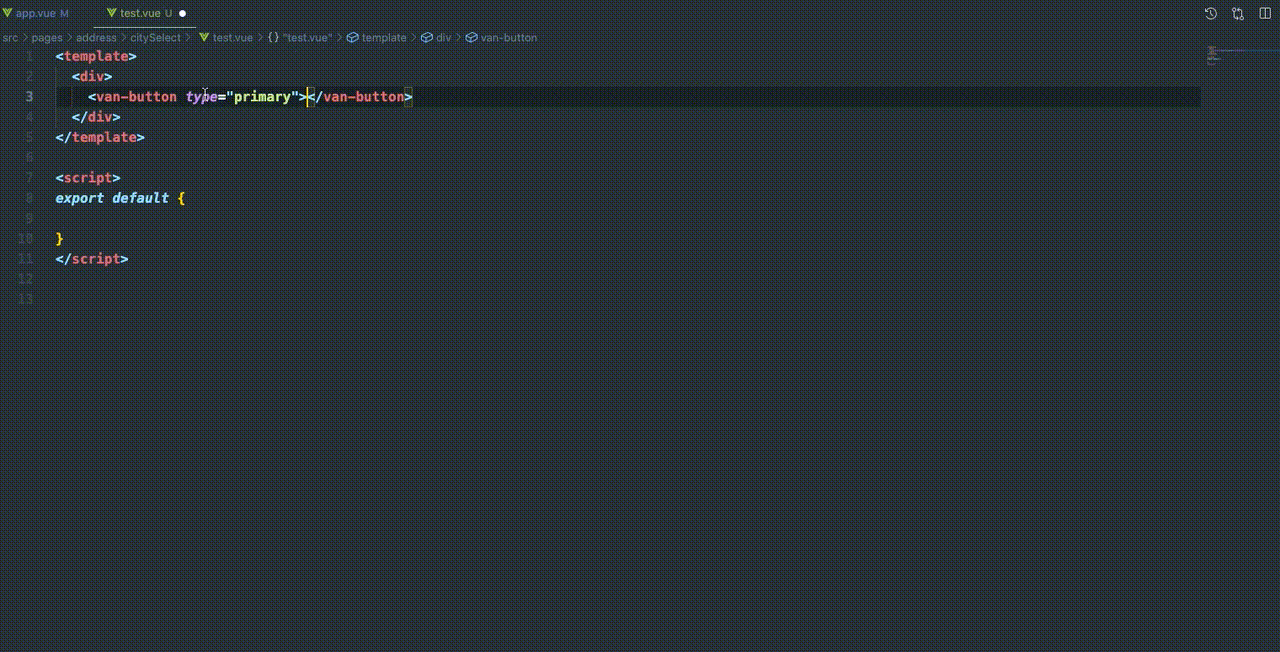 app.vue M test.vue U
src > pages > address > citySelect > test.vue > {} "test.vue" > template > div > van-button
1 <template>
2 <div>
3 <van-button type="primary"></van-button>
4 </div>
5 </template>
6
7 <script>
8 export default {
9
10 }
11 </script>
12
13